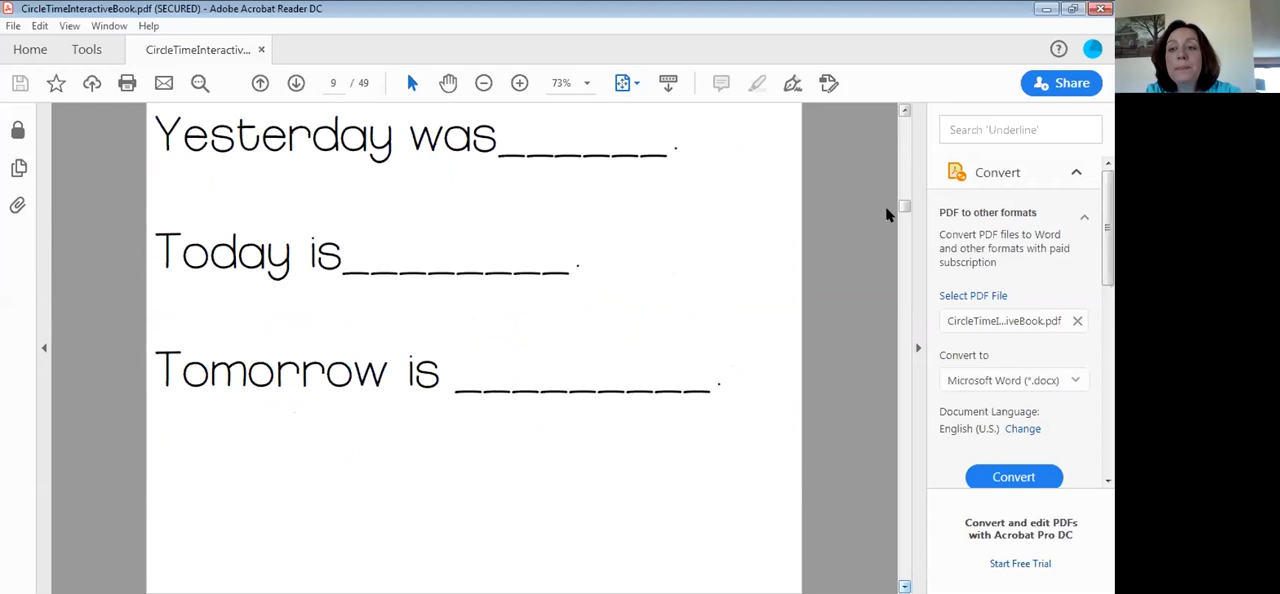 CircleTimeInteractiveBook.pdf (SECURED) - Adobe Acrobat Reader DC
File Edit View Window Help
Home Tools CircleTimeInteractiv... ×
9 / 49 73% Share
Yesterday was______.
Today is________.
Tomorrow is _________.
Search 'Underline'
Convert
PDF to other formats
Convert PDF files to Word
and other formats with paid
subscription
Select PDF File
CircleTimeI...iveBook.pdf
Convert to
Microsoft Word (*.docx)
Document Language:
English (U.S.) Change
Convert
Convert and edit PDFs
with Acrobat Pro DC
Start Free Trial